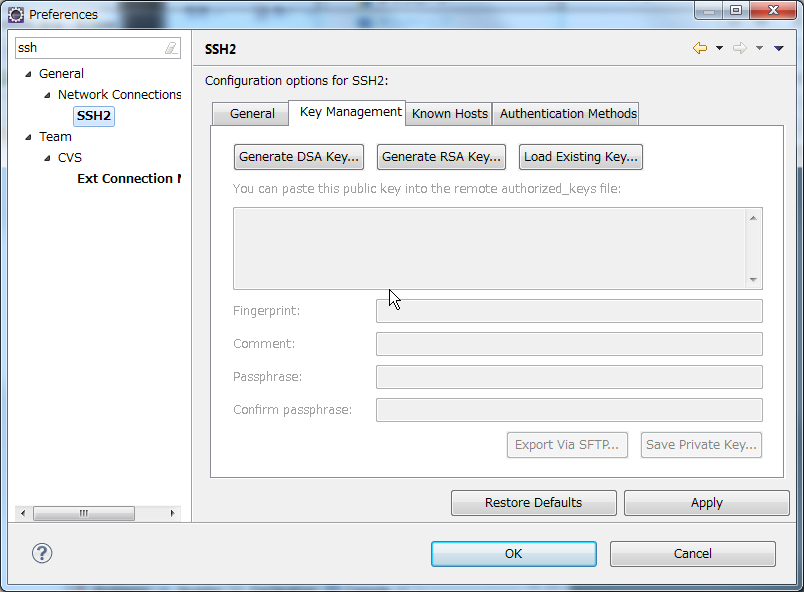 Preferences
ssh
General
Network Connections
SSH2
Team
CVS
Ext Connection M
SSH2
Configuration options for SSH2:
General
Key Management
Known Hosts
Authentication Methods
Generate DSA Key...
Generate RSA Key...
Load Existing Key...
You can paste this public key into the remote authorized_keys file:
Fingerprint:
Comment:
Passphrase:
Confirm passphrase:
Export Via SFTP...
Save Private Key...
Restore Defaults
Apply
?
OK
Cancel